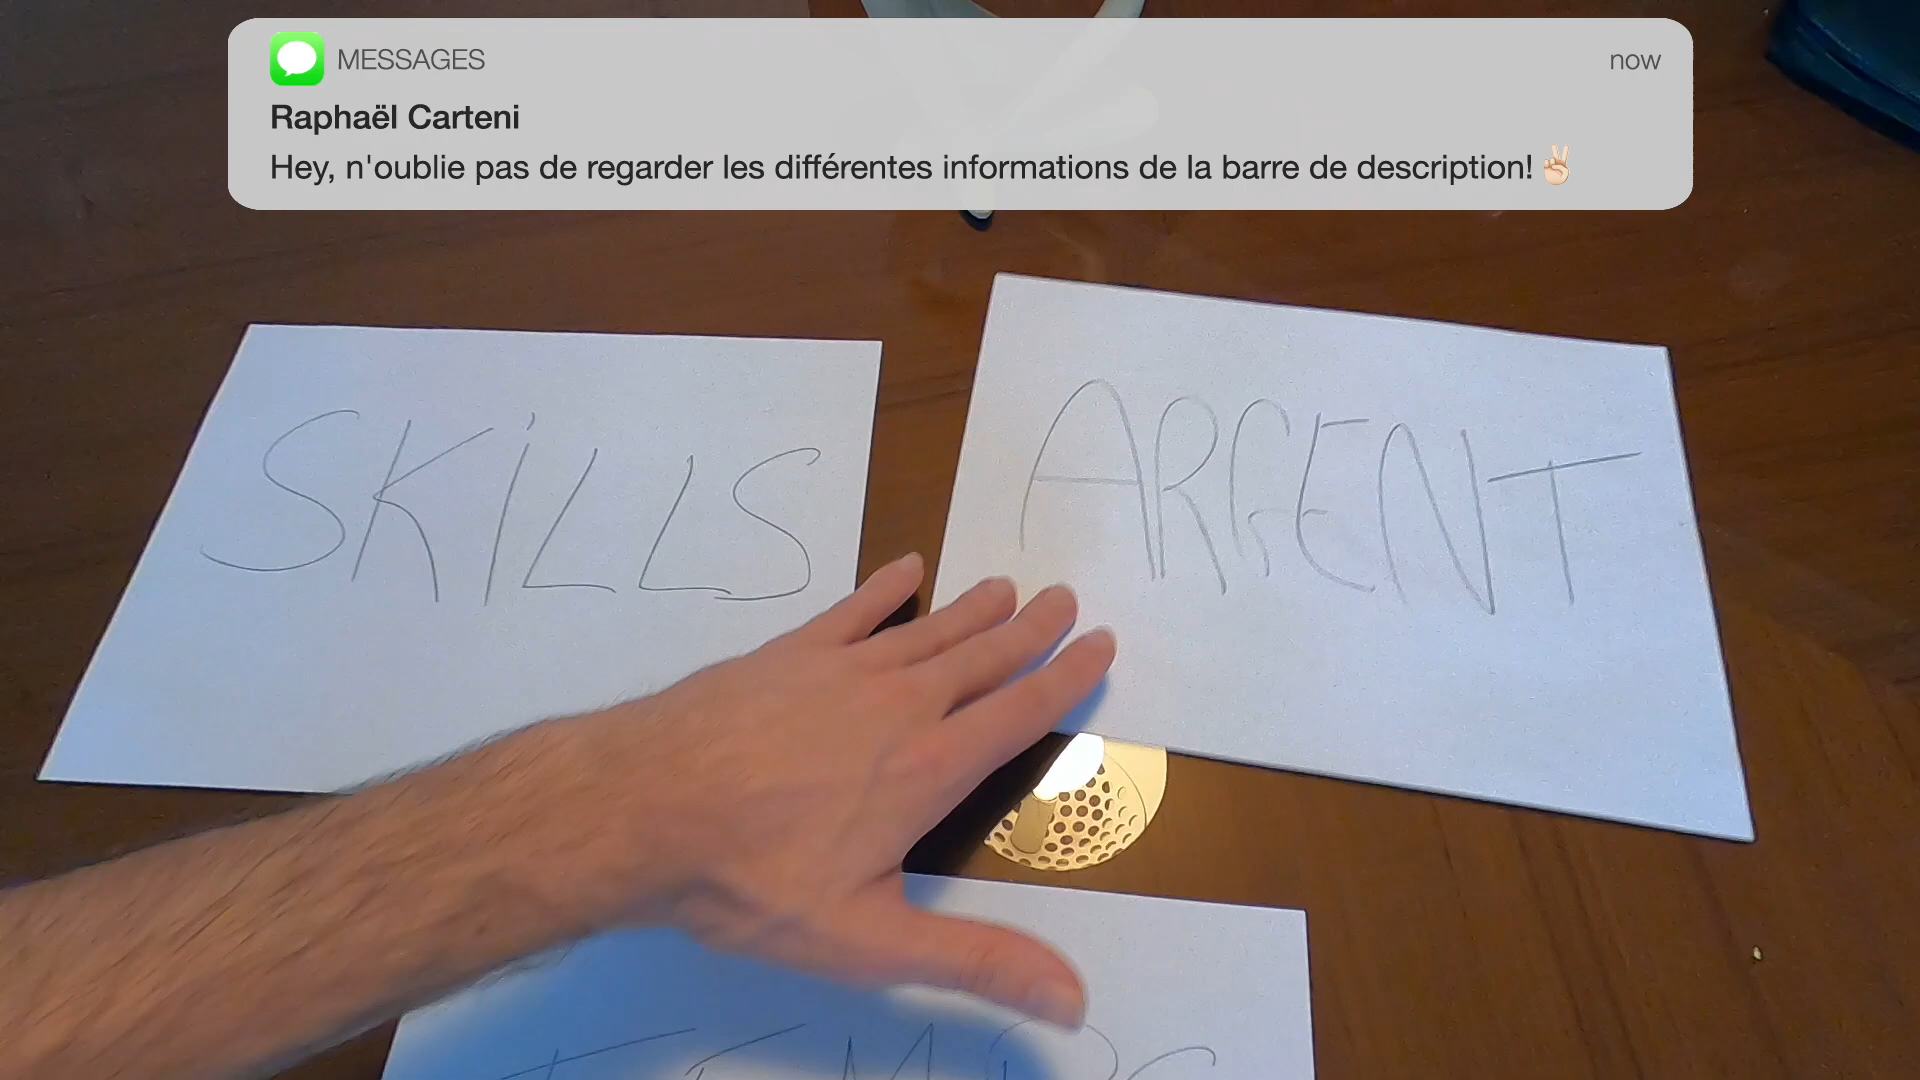 MESSAGES
now
Raphaël Carteni
Hey, n'oublie pas de regarder les différentes informations de la barre de description! ✌🏻
SKiLLS
ARGENT
TEMPS